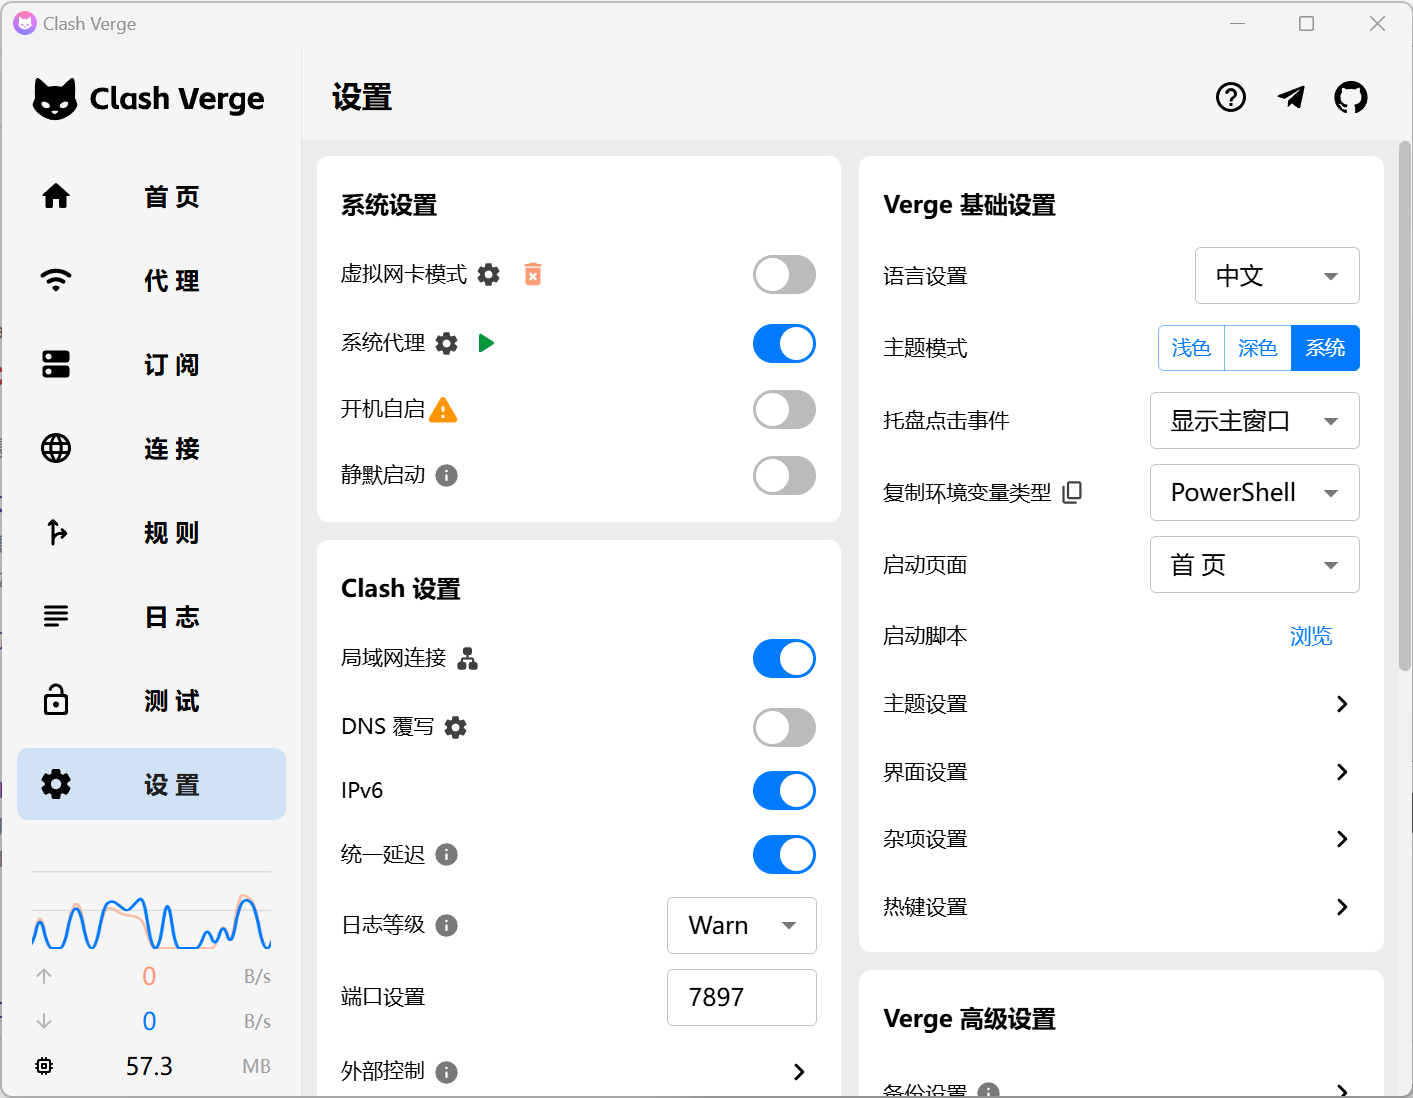 Clash Verge
Clash Verge
首 页
代 理
订 阅
连 接
规 则
日 志
测 试
设 置
0 B/s
0 B/s
57.3 MB
设置
系统设置
虚拟网卡模式
系统代理
开机自启
静默启动
Clash 设置
局域网连接
DNS 覆写
IPv6
统一延迟
日志等级 Warn
端口设置 7897
外部控制
Verge 基础设置
语言设置 中文
主题模式 浅色 深色 系统
托盘点击事件 显示主窗口
复制环境变量类型 PowerShell
启动页面 首 页
启动脚本 浏览
主题设置
界面设置
杂项设置
热键设置
Verge 高级设置
备份设置